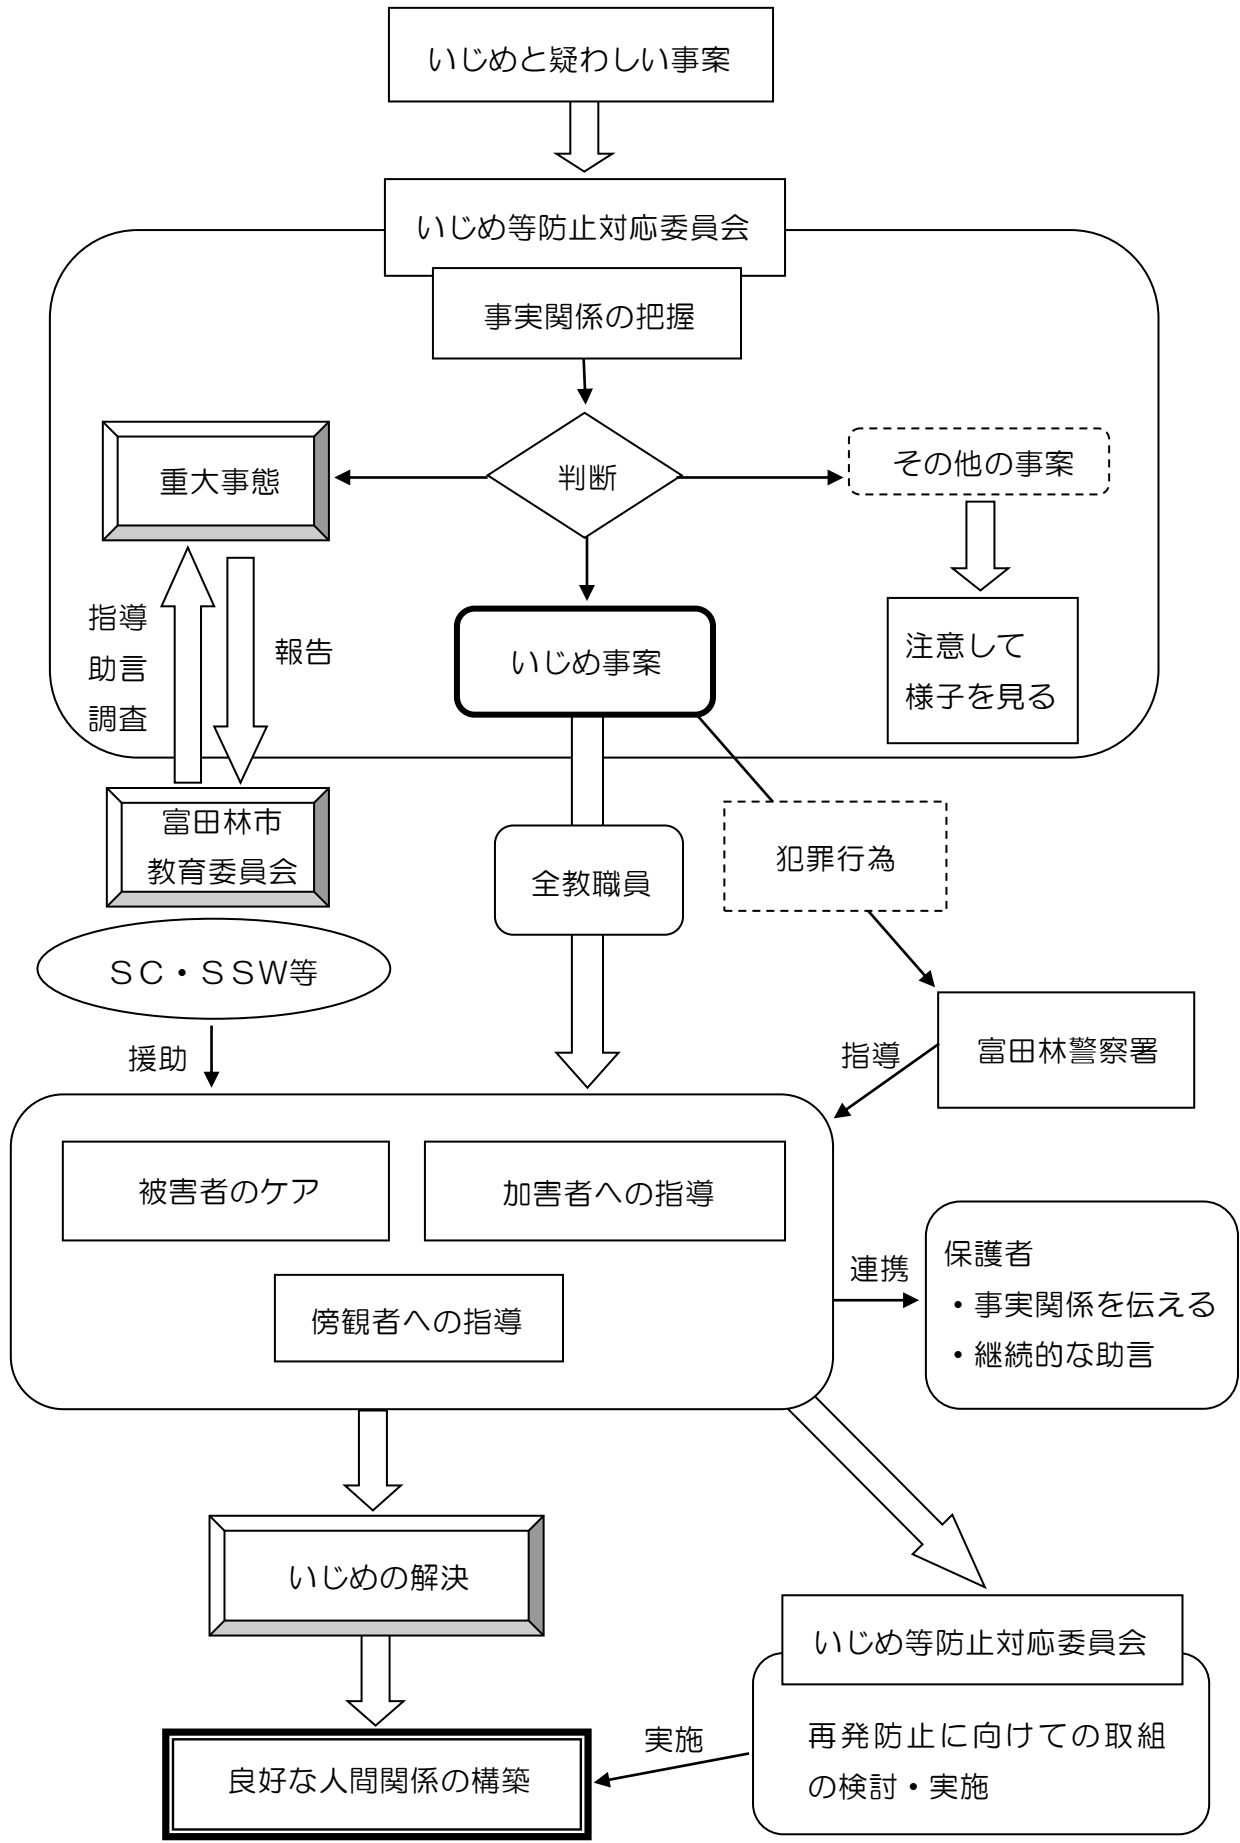 いじめと疑わしい事案
いじめ等防止対応委員会
事実関係の把握
判断
重大事態
その他の事案
指導
助言
調査
報告
いじめ事案
注意して
様子を見る
富田林市
教育委員会
全教職員
犯罪行為
ＳＣ・ＳＳＷ等
援助
指導
富田林警察署
被害者のケア
加害者への指導
傍観者への指導
連携
保護者
・事実関係を伝える
・継続的な助言
いじめの解決
いじめ等防止対応委員会
再発防止に向けての取組
の検討・実施
実施
良好な人間関係の構築